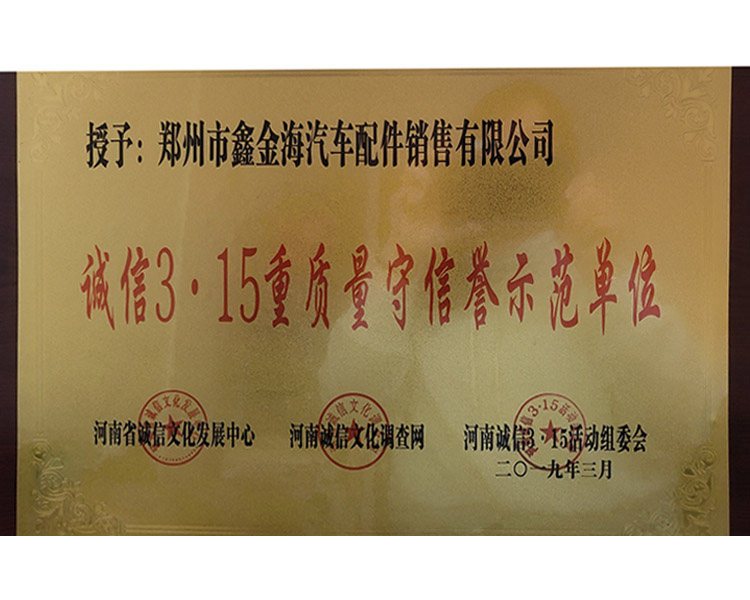 授予：郑州市鑫金海汽车配件销售有限公司
诚信3·15重质量守信誉示范单位
河南省诚信文化发展中心 河南诚信文化调查网 河南诚信3·15活动组委会
二〇一九年三月